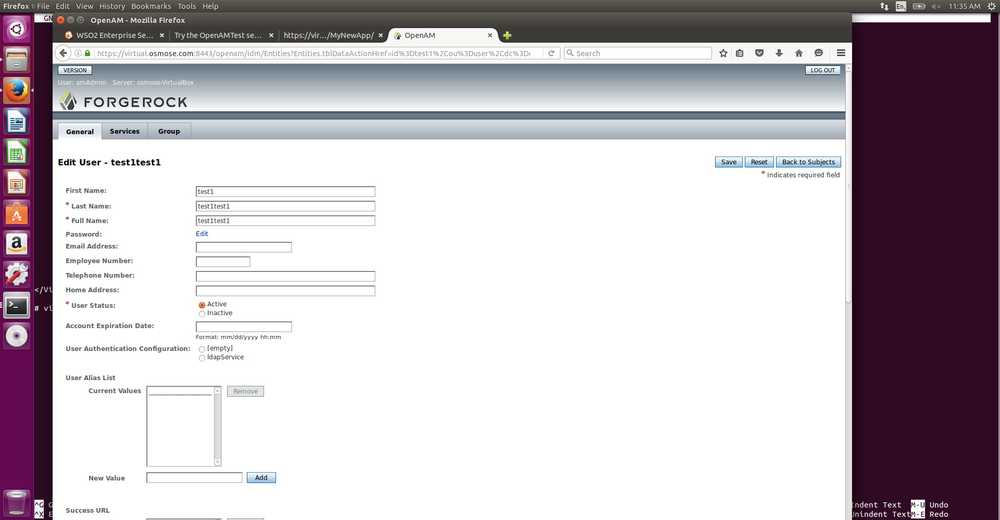 Firefox W File Edit View History Bookmarks Tools Help En1 11:35 AM
GN
OpenAM - Mozilla Firefox
WSO2 Enterprise Se... Try the OpenAMTest se... https://vir.../MyNewApp/ OpenAM
https://virtual.osmose.com:8443/openam/idm/Entities?Entities.tblDataActionHref=id%3Dtest1%2Cou%3Duser%2Cdc%3D Search
VERSION LOG OUT
User: amAdmin Server: osmose-VirtualBox
FORGEROCK
General Services Group
Edit User - test1test1 Save Reset Back to Subjects
* Indicates required field
First Name: test1
* Last Name: test1test1
* Full Name: test1test1
Password: Edit
Email Address:
Employee Number:
Telephone Number:
</Vi
Home Address:
* User Status: Active
# vi
Inactive
Account Expiration Date:
Format: mm/dd/yyyy hh:mm
User Authentication Configuration: [empty]
ldapService
User Alias List
Current Values Remove
New Value Add
Success URL
^G G Indent Text M-U Undo
^X E Unindent Text M-E Redo